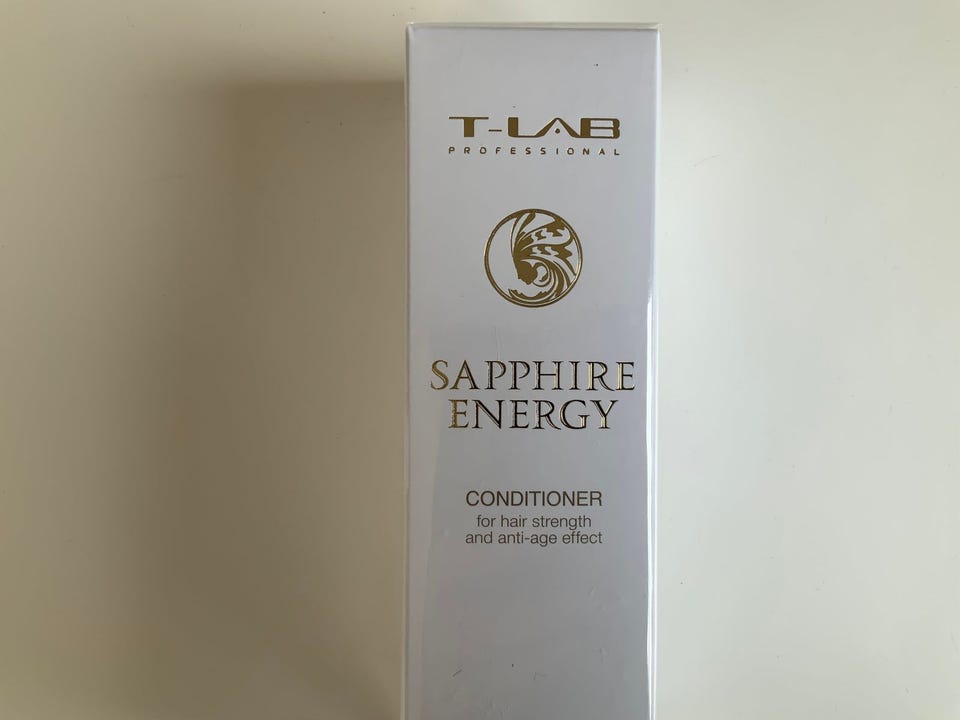 T-LAB
PROFESSIONAL
SAPPHIRE
ENERGY
CONDITIONER
for hair strength
and anti-age effect